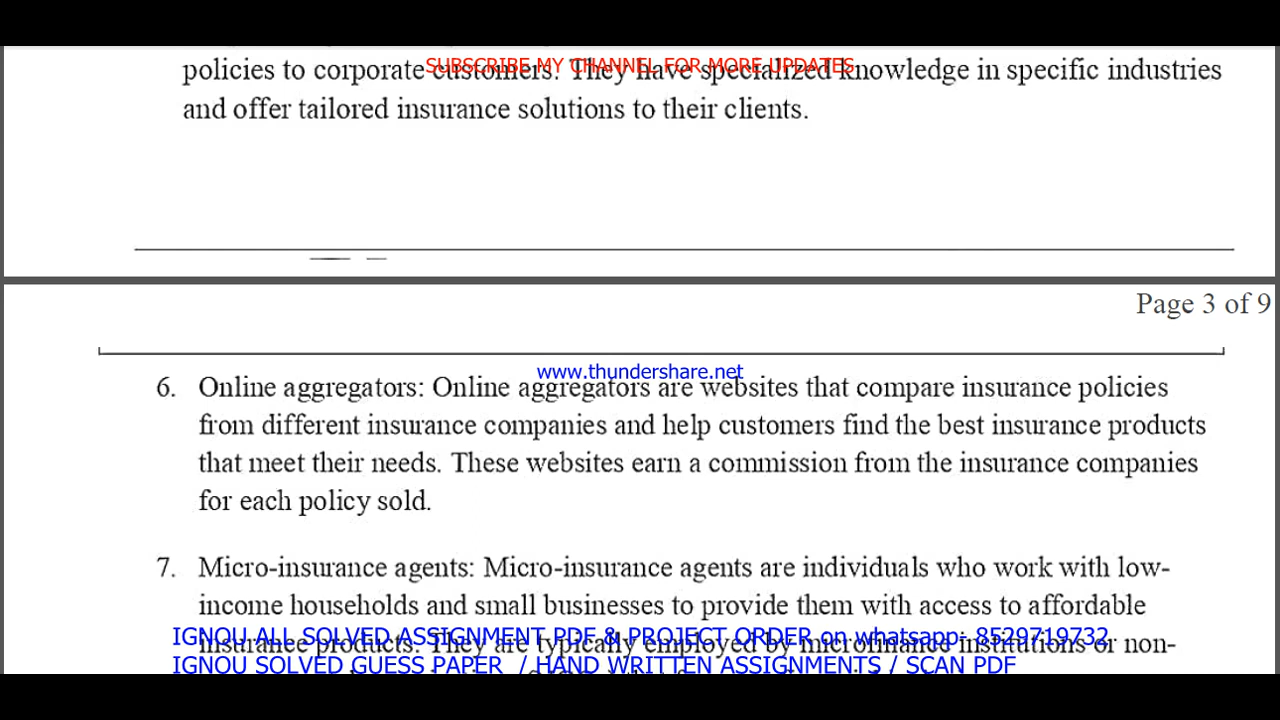 SUBSCRIBE MY CHANNEL FOR MORE UPDATES
policies to corporate customers. They have specialized knowledge in specific industries
and offer tailored insurance solutions to their clients.
Page 3 of 9
www.thundershare.net
6. Online aggregators: Online aggregators are websites that compare insurance policies
from different insurance companies and help customers find the best insurance products
that meet their needs. These websites earn a commission from the insurance companies
for each policy sold.
7. Micro-insurance agents: Micro-insurance agents are individuals who work with low-
income households and small businesses to provide them with access to affordable
IGNOU ALL SOLVED ASSIGNMENT PDF & PROJECT ORDER on whatsapp- 8529719732
insurance products. They are typically employed by microfinance institutions or non-
IGNOU SOLVED GUESS PAPER / HAND WRITTEN ASSIGNMENTS / SCAN PDF